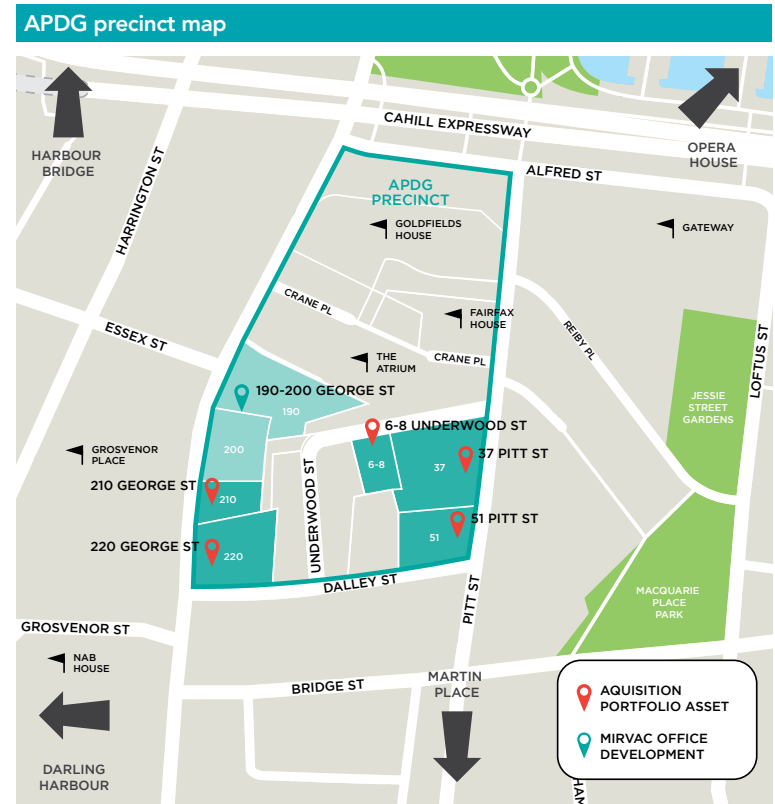 APDG precinct map
CAHILL EXPRESSWAY
HARBOUR
BRIDGE
OPERA
HOUSE
HARRINGTON ST
ALFRED ST
APDG
PRECINCT
GOLDFIELDS
HOUSE
GATEWAY
CRANE PL
FAIRFAX
HOUSE
ESSEX ST
REIBY PL
LOFTUS ST
THE
ATRIUM
CRANE PL
190-200 GEORGE ST
190
JESSIE
STREET
GARDENS
6-8 UNDERWOOD ST
GROSVENOR
PLACE
200
6-8
37
37 PITT ST
210 GEORGE ST
210
UNDERWOOD ST
51 PITT ST
51
220 GEORGE ST
220
DALLEY ST
PITT ST
MACQUARIE
PLACE
PARK
GROSVENOR ST
NAB
HOUSE
BRIDGE ST
MARTIN
PLACE
DARLING
HARBOUR
AQUISITION
PORTFOLIO ASSET
MIRVAC OFFICE
DEVELOPMENT